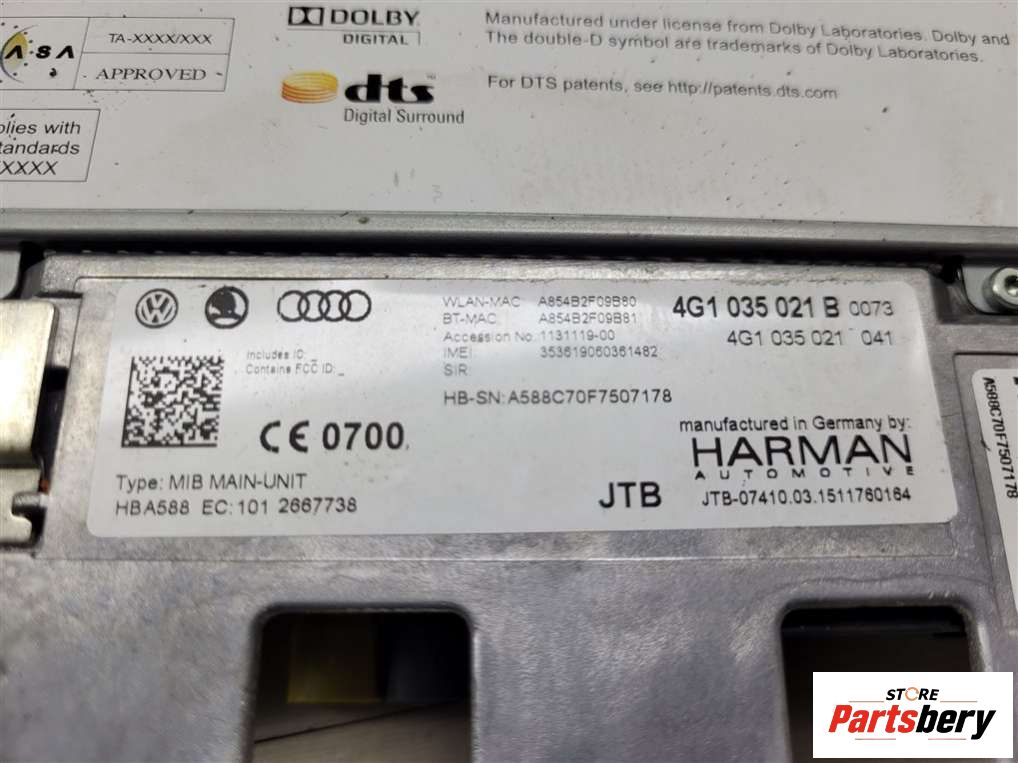 ASA
TA-XXXX/XXX
APPROVED
DOLBY
DIGITAL
Manufactured under license from Dolby Laboratories. Dolby and
The double-D symbol are trademarks of Dolby Laboratories.
dts
Digital Surround
For DTS patents, see http://patents.dts.com
with
XXXX
WLAN-MAC A854B2F09B80
BT-MAC A854B2F09B81
Accession No. 1131119-00
IMEI 353619060361482
SIR
4G1 035 021 B 0073
4G1 035 021 041
Includes ID: _
Contains FCC ID: _
HB-SN: A588C70F7507178
CE 0700
manufactured in Germany by:
HARMAN
AUTOMOTIVE
Type: MIB MAIN-UNIT
HBA588 EC: 101 2667738
JTB
JTB-07410.03.1511760164
A588C70F7507178
STORE
Partsbery